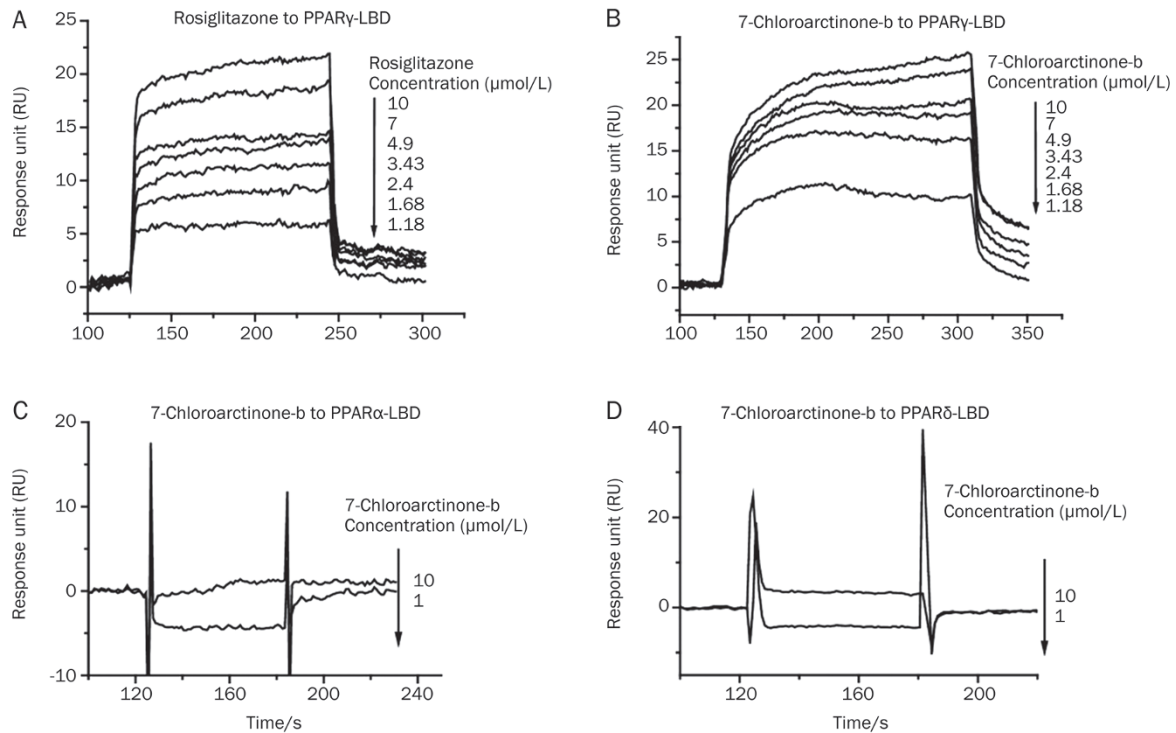 A
Rosiglitazone to PPARγ-LBD
Response unit (RU)
25
20
15
10
5
0
100 150 200 250 300
Rosiglitazone
Concentration (µmol/L)
10
7
4.9
3.43
2.4
1.68
1.18
B
7-Chloroarctinone-b to PPARγ-LBD
Response unit (RU)
25
20
15
10
5
0
100 150 200 250 300 350
7-Chloroarctinone-b
Concentration (µmol/L)
10
7
4.9
3.43
2.4
1.68
1.18
C
7-Chloroarctinone-b to PPARα-LBD
Response unit (RU)
20
10
0
-10
120 160 200 240
Time/s
7-Chloroarctinone-b
Concentration (µmol/L)
10
1
D
7-Chloroarctinone-b to PPARδ-LBD
Response unit (RU)
40
20
0
120 160 200
Time/s
7-Chloroarctinone-b
Concentration (µmol/L)
10
1